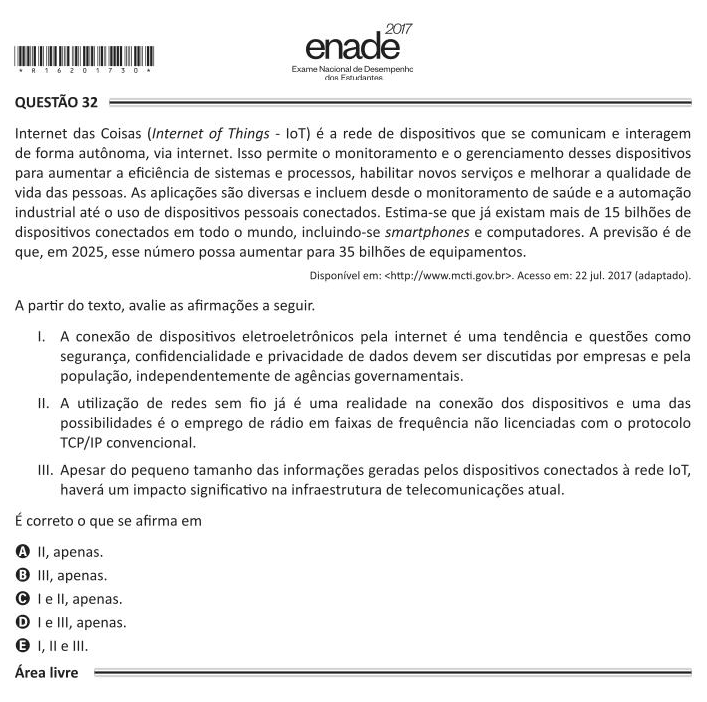 enade 2017
Exame Nacional de Desempenho
dos Estudantes
*R16201730*
QUESTÃO 32
Internet das Coisas (Internet of Things - IoT) é a rede de dispositivos que se comunicam e interagem
de forma autônoma, via internet. Isso permite o monitoramento e o gerenciamento desses dispositivos
para aumentar a eficiência de sistemas e processos, habilitar novos serviços e melhorar a qualidade de
vida das pessoas. As aplicações são diversas e incluem desde o monitoramento de saúde e a automação
industrial até o uso de dispositivos pessoais conectados. Estima-se que já existam mais de 15 bilhões de
dispositivos conectados em todo o mundo, incluindo-se smartphones e computadores. A previsão é de
que, em 2025, esse número possa aumentar para 35 bilhões de equipamentos.
Disponível em: <http://www.mcti.gov.br>. Acesso em: 22 jul. 2017 (adaptado).
A partir do texto, avalie as afirmações a seguir.
I. A conexão de dispositivos eletroeletrônicos pela internet é uma tendência e questões como
segurança, confidencialidade e privacidade de dados devem ser discutidas por empresas e pela
população, independentemente de agências governamentais.
II. A utilização de redes sem fio já é uma realidade na conexão dos dispositivos e uma das
possibilidades é o emprego de rádio em faixas de frequência não licenciadas com o protocolo
TCP/IP convencional.
III. Apesar do pequeno tamanho das informações geradas pelos dispositivos conectados à rede IoT,
haverá um impacto significativo na infraestrutura de telecomunicações atual.
É correto o que se afirma em
A II, apenas.
B III, apenas.
C I e II, apenas.
D I e III, apenas.
E I, II e III.
Área livre